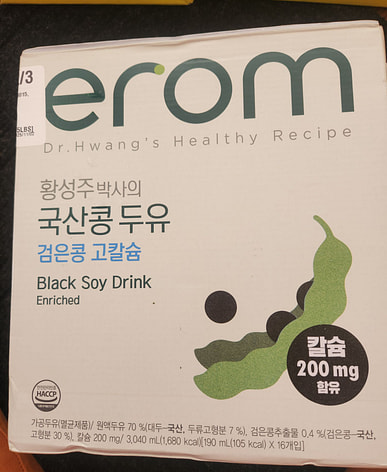 erom
/3
Dr.Hwang's Healthy Recipe
황성주 박사의
국산콩 두유
검은콩 고칼슘
Black Soy Drink
Enriched
칼슘
200 mg
함유
HACCP
가공두유(멸균제품)/ 원액두유 70 %(대두-국산, 두류고형분 7 %), 검은콩추출물 0.4 %(검은콩-국산,
고형분 30 %), 칼슘 200 mg/ 3,040 mL(1,680 kcal)[190 mL(105 kcal) X 16개입]